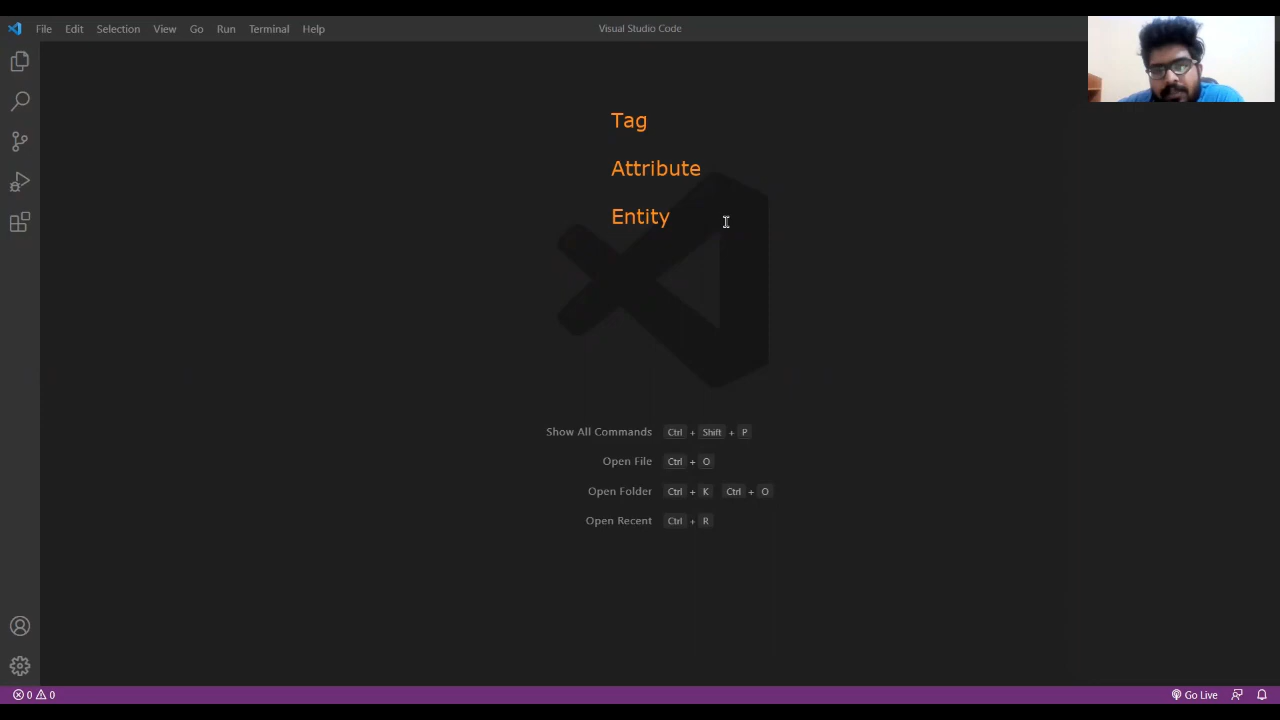 File Edit Selection View Go Run Terminal Help Visual Studio Code
Tag
Attribute
Entity
Show All Commands Ctrl + Shift + P
Open File Ctrl + O
Open Folder Ctrl + K Ctrl + O
Open Recent Ctrl + R
0 0 Go Live